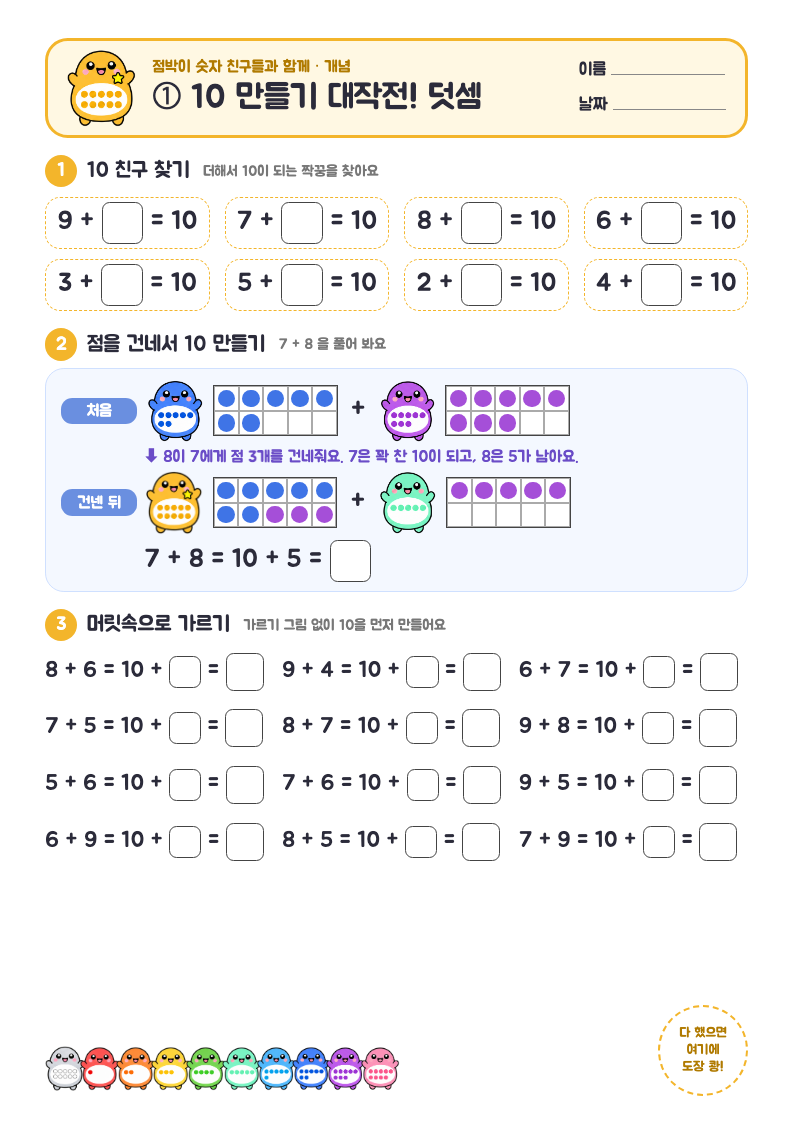 점박이 숫자 친구들과 함께 · 개념
① 10 만들기 대작전! 덧셈
이름
날짜
1 10 친구 찾기 더해서 10이 되는 짝꿍을 찾아요
9 + = 10 7 + = 10 8 + = 10 6 + = 10
3 + = 10 5 + = 10 2 + = 10 4 + = 10
2 점을 건네서 10 만들기 7 + 8 을 풀어 봐요
처음 +
⬇ 8이 7에게 점 3개를 건네줘요. 7은 꽉 찬 10이 되고, 8은 5가 남아요.
건넨 뒤 +
7 + 8 = 10 + 5 =
3 머릿속으로 가르기 가르기 그림 없이 10을 먼저 만들어요
8 + 6 = 10 + = 9 + 4 = 10 + = 6 + 7 = 10 + =
7 + 5 = 10 + = 8 + 7 = 10 + = 9 + 8 = 10 + =
5 + 6 = 10 + = 7 + 6 = 10 + = 9 + 5 = 10 + =
6 + 9 = 10 + = 8 + 5 = 10 + = 7 + 9 = 10 + =
다 했으면
여기에
도장 쾅!